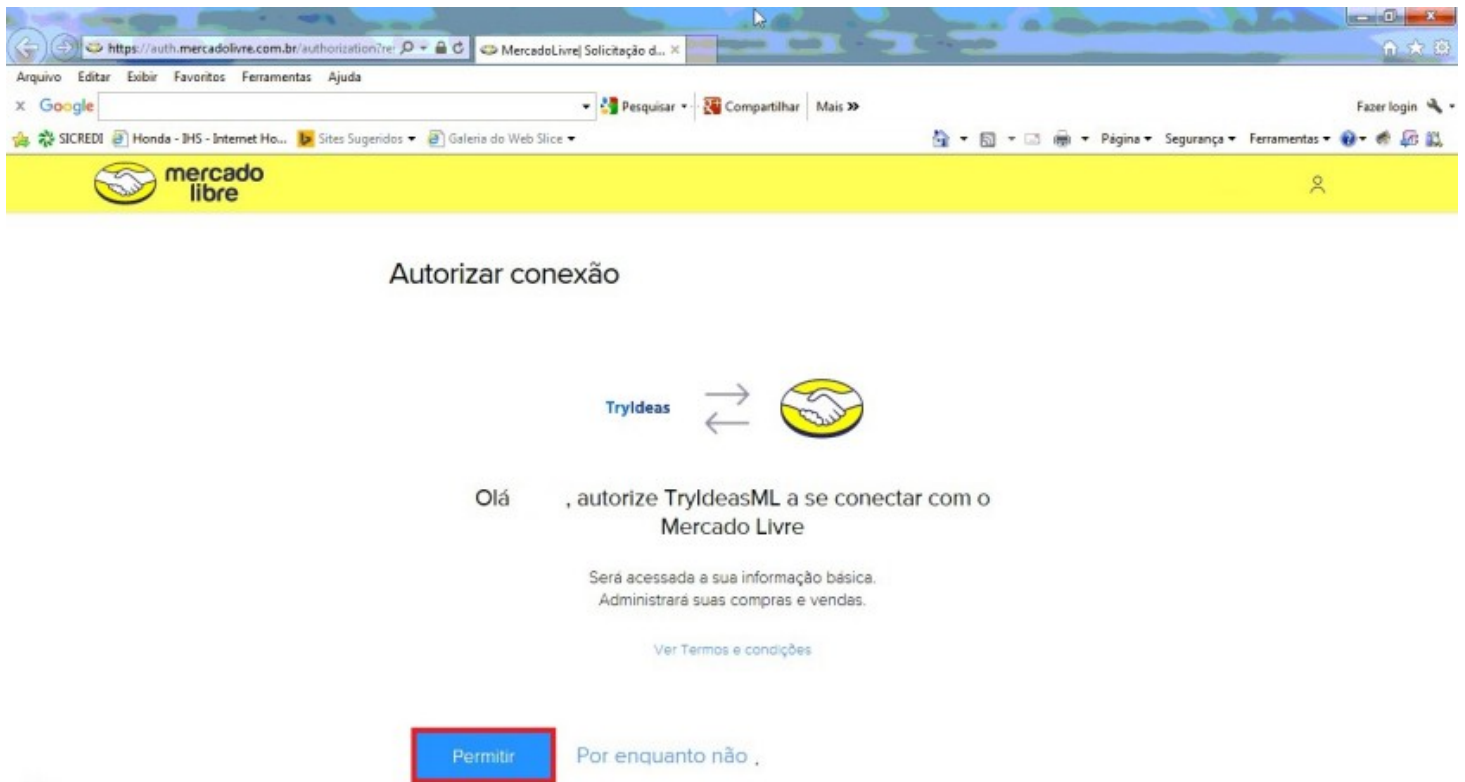 https://auth.mercadolivre.com.br/authorization?re
MercadoLivre| Solicitação d...
Arquivo Editar Exibir Favoritos Ferramentas Ajuda
x Google Pesquisar Compartilhar Mais » Fazer login
SICREDI Honda - IHS - Internet Ho... Sites Sugeridos Galeria do Web Slice Página Segurança Ferramentas
mercado
libre
Autorizar conexão
TryIdeas
Olá , autorize TryIdeasML a se conectar com o
Mercado Livre
Será acessada a sua informação básica.
Administrará suas compras e vendas.
Ver Termos e condições
Permitir Por enquanto não .